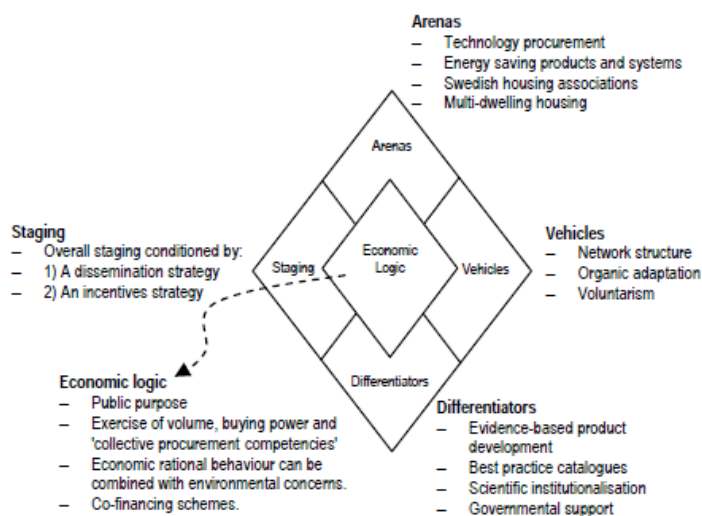 Arenas
– Technology procurement
– Energy saving products and systems
– Swedish housing associations
– Multi-dwelling housing
Arenas
Staging
– Overall staging conditioned by:
– 1) A dissemination strategy
– 2) An incentives strategy
Staging
Economic
Logic
Vehicles
Vehicles
– Network structure
– Organic adaptation
– Voluntarism
Differentiators
Economic logic
– Public purpose
– Exercise of volume, buying power and
'collective procurement competencies'
– Economic rational behaviour can be
combined with environmental concerns.
– Co-financing schemes.
Differentiators
– Evidence-based product
development
– Best practice catalogues
– Scientific institutionalisation
– Governmental support